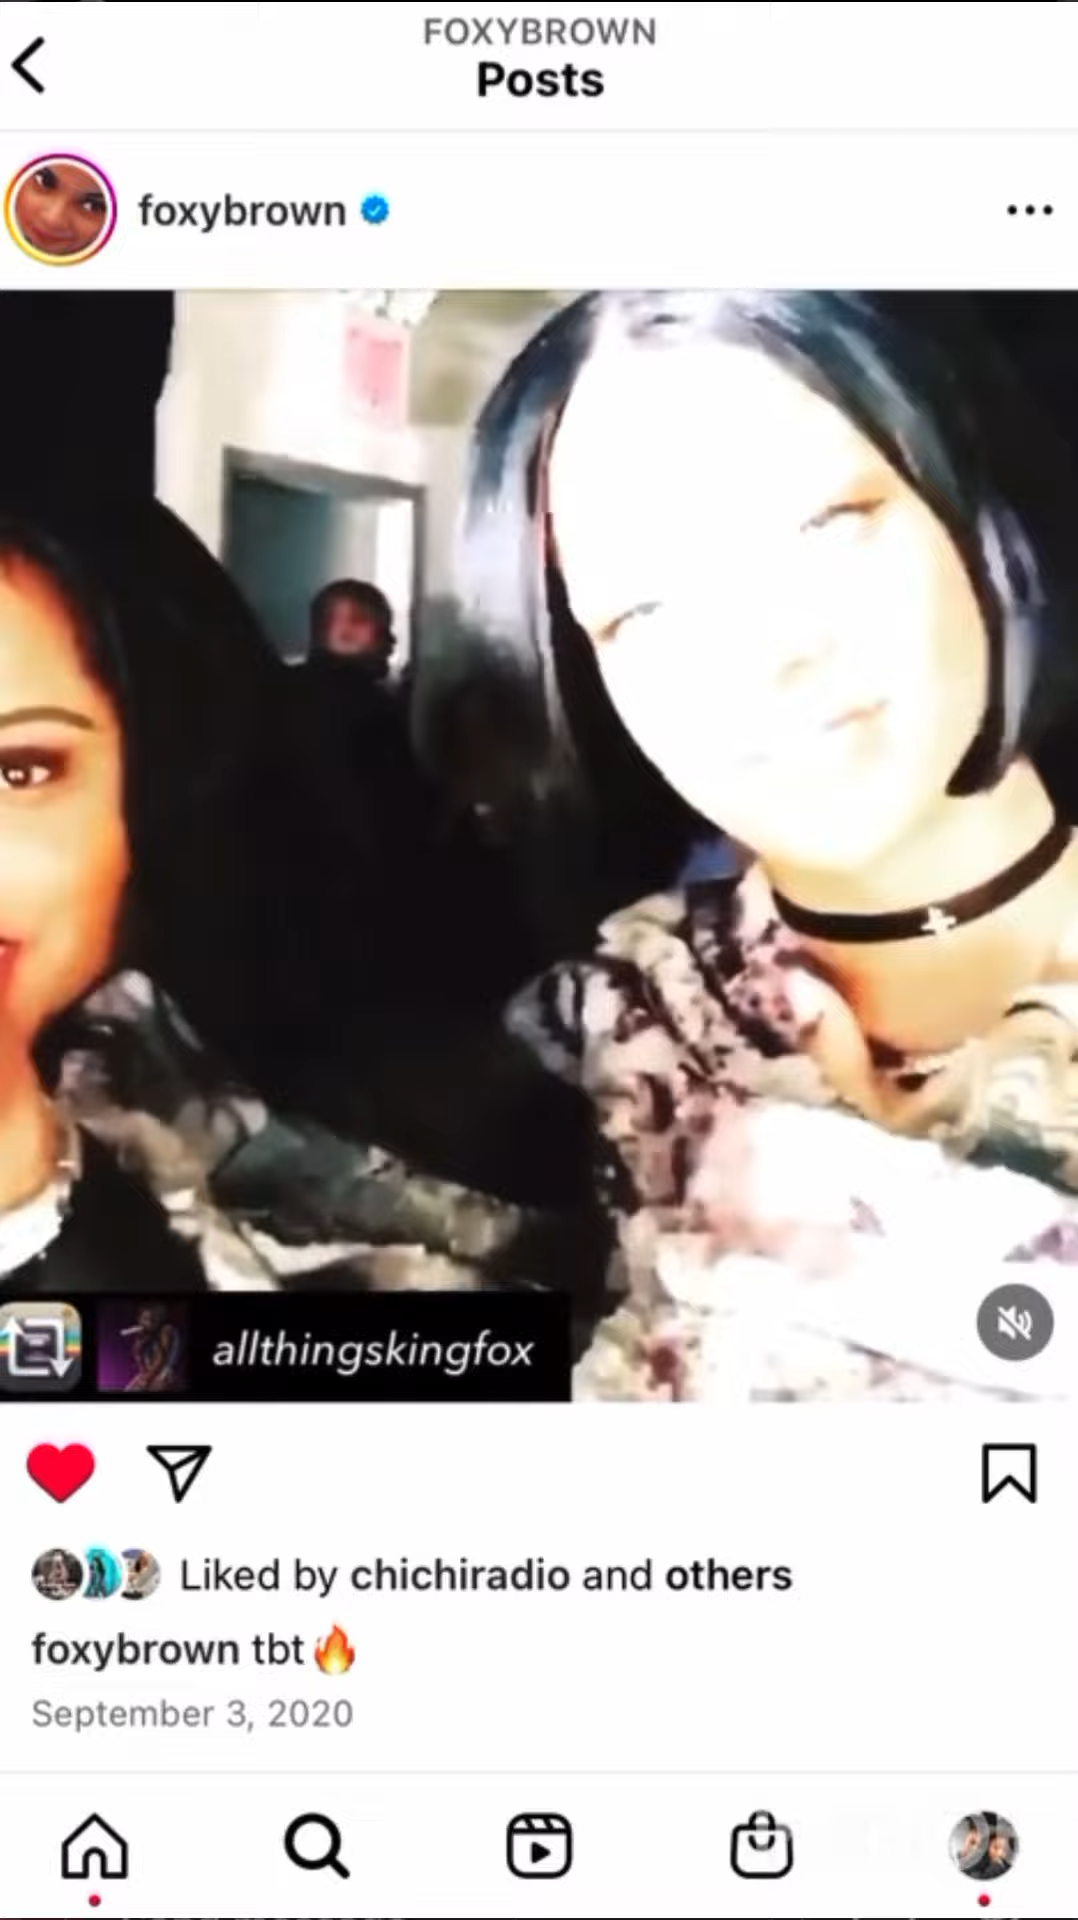 FOXYBROWN
Posts
foxybrown
allthingskingfox
Liked by chichiradio and others
foxybrown tbt🔥
September 3, 2020